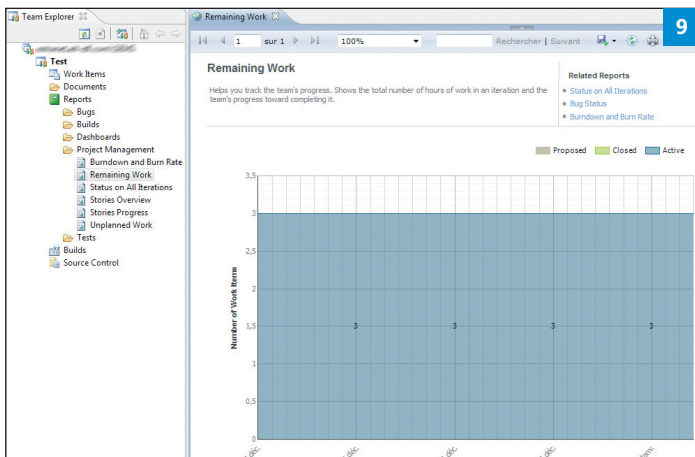 Team Explorer
Test
Work Items
Documents
Reports
Bugs
Builds
Dashboards
Project Management
Burndown and Burn Rate
Remaining Work
Status on All Iterations
Stories Overview
Stories Progress
Unplanned Work
Tests
Builds
Source Control
Remaining Work
9
1 sur 1 100% Rechercher | Suivant
Remaining Work
Helps you track the team's progress. Shows the total number of hours of work in an iteration and the
team's progress toward completing it.
Related Reports
Status on All Iterations
Bug Status
Burndown and Burn Rate
Proposed Closed Active
Number of Work Items
3,5
3
2,5
2
1,5
1
0,5
0
3 3 3 3
déc. déc. déc. déc.